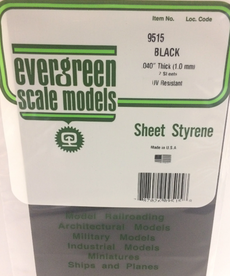 Item No. Loc. Code
9515
BLACK
.040" Thick (1.0 mm)
Sheets
UV Resistant
evergreen
scale models
Sheet Styrene
Made in U.S.A.
Model Railroading
Architectural Models
Military Models
Industrial Models
Miniatures
Ships and Planes